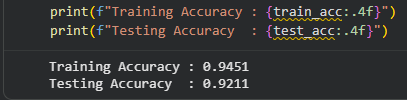 print(f"Training Accuracy : {train_acc:.4f}")
print(f"Testing Accuracy  : {test_acc:.4f}")
Training Accuracy : 0.9451
Testing Accuracy  : 0.9211